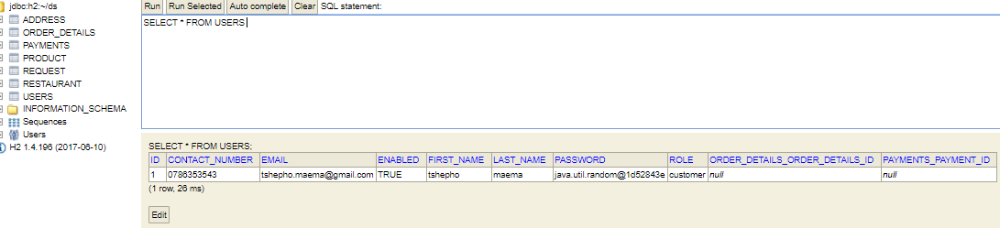 jdbc:h2:~/ds
ADDRESS
ORDER_DETAILS
PAYMENTS
PRODUCT
REQUEST
RESTAURANT
USERS
INFORMATION_SCHEMA
Sequences
Users
H2 1.4.196 (2017-06-10)
Run Run Selected Auto complete Clear SQL statement:
SELECT * FROM USERS
SELECT * FROM USERS;
ID CONTACT_NUMBER EMAIL ENABLED FIRST_NAME LAST_NAME PASSWORD ROLE ORDER_DETAILS_ORDER_DETAILS_ID PAYMENTS_PAYMENT_ID
1 0786353543 tshepho.maema@gmail.com TRUE tshepho maema java.util.random@1d52843e customer null null
(1 row, 26 ms)
Edit